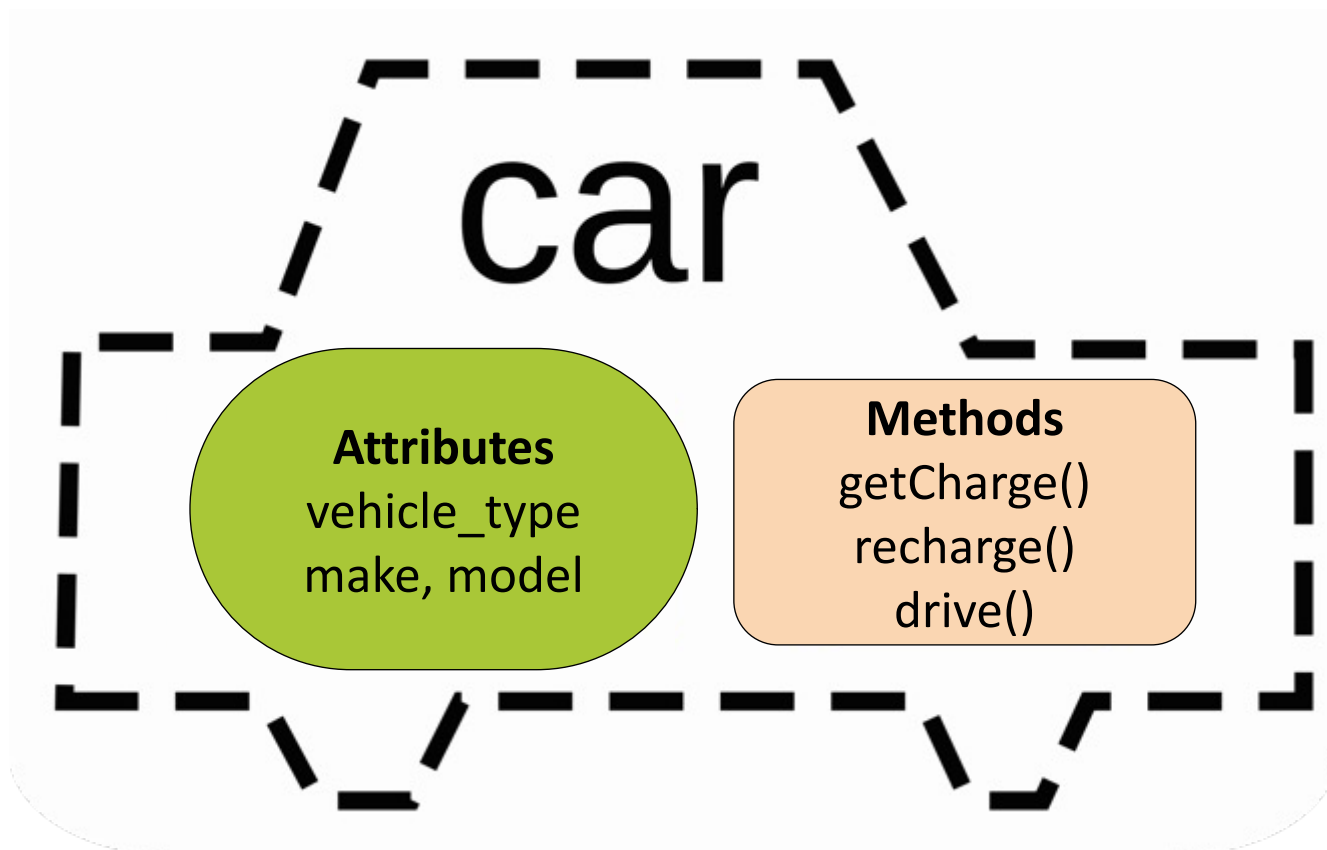 car
Attributes
vehicle_type
make, model
Methods
getCharge()
recharge()
drive()